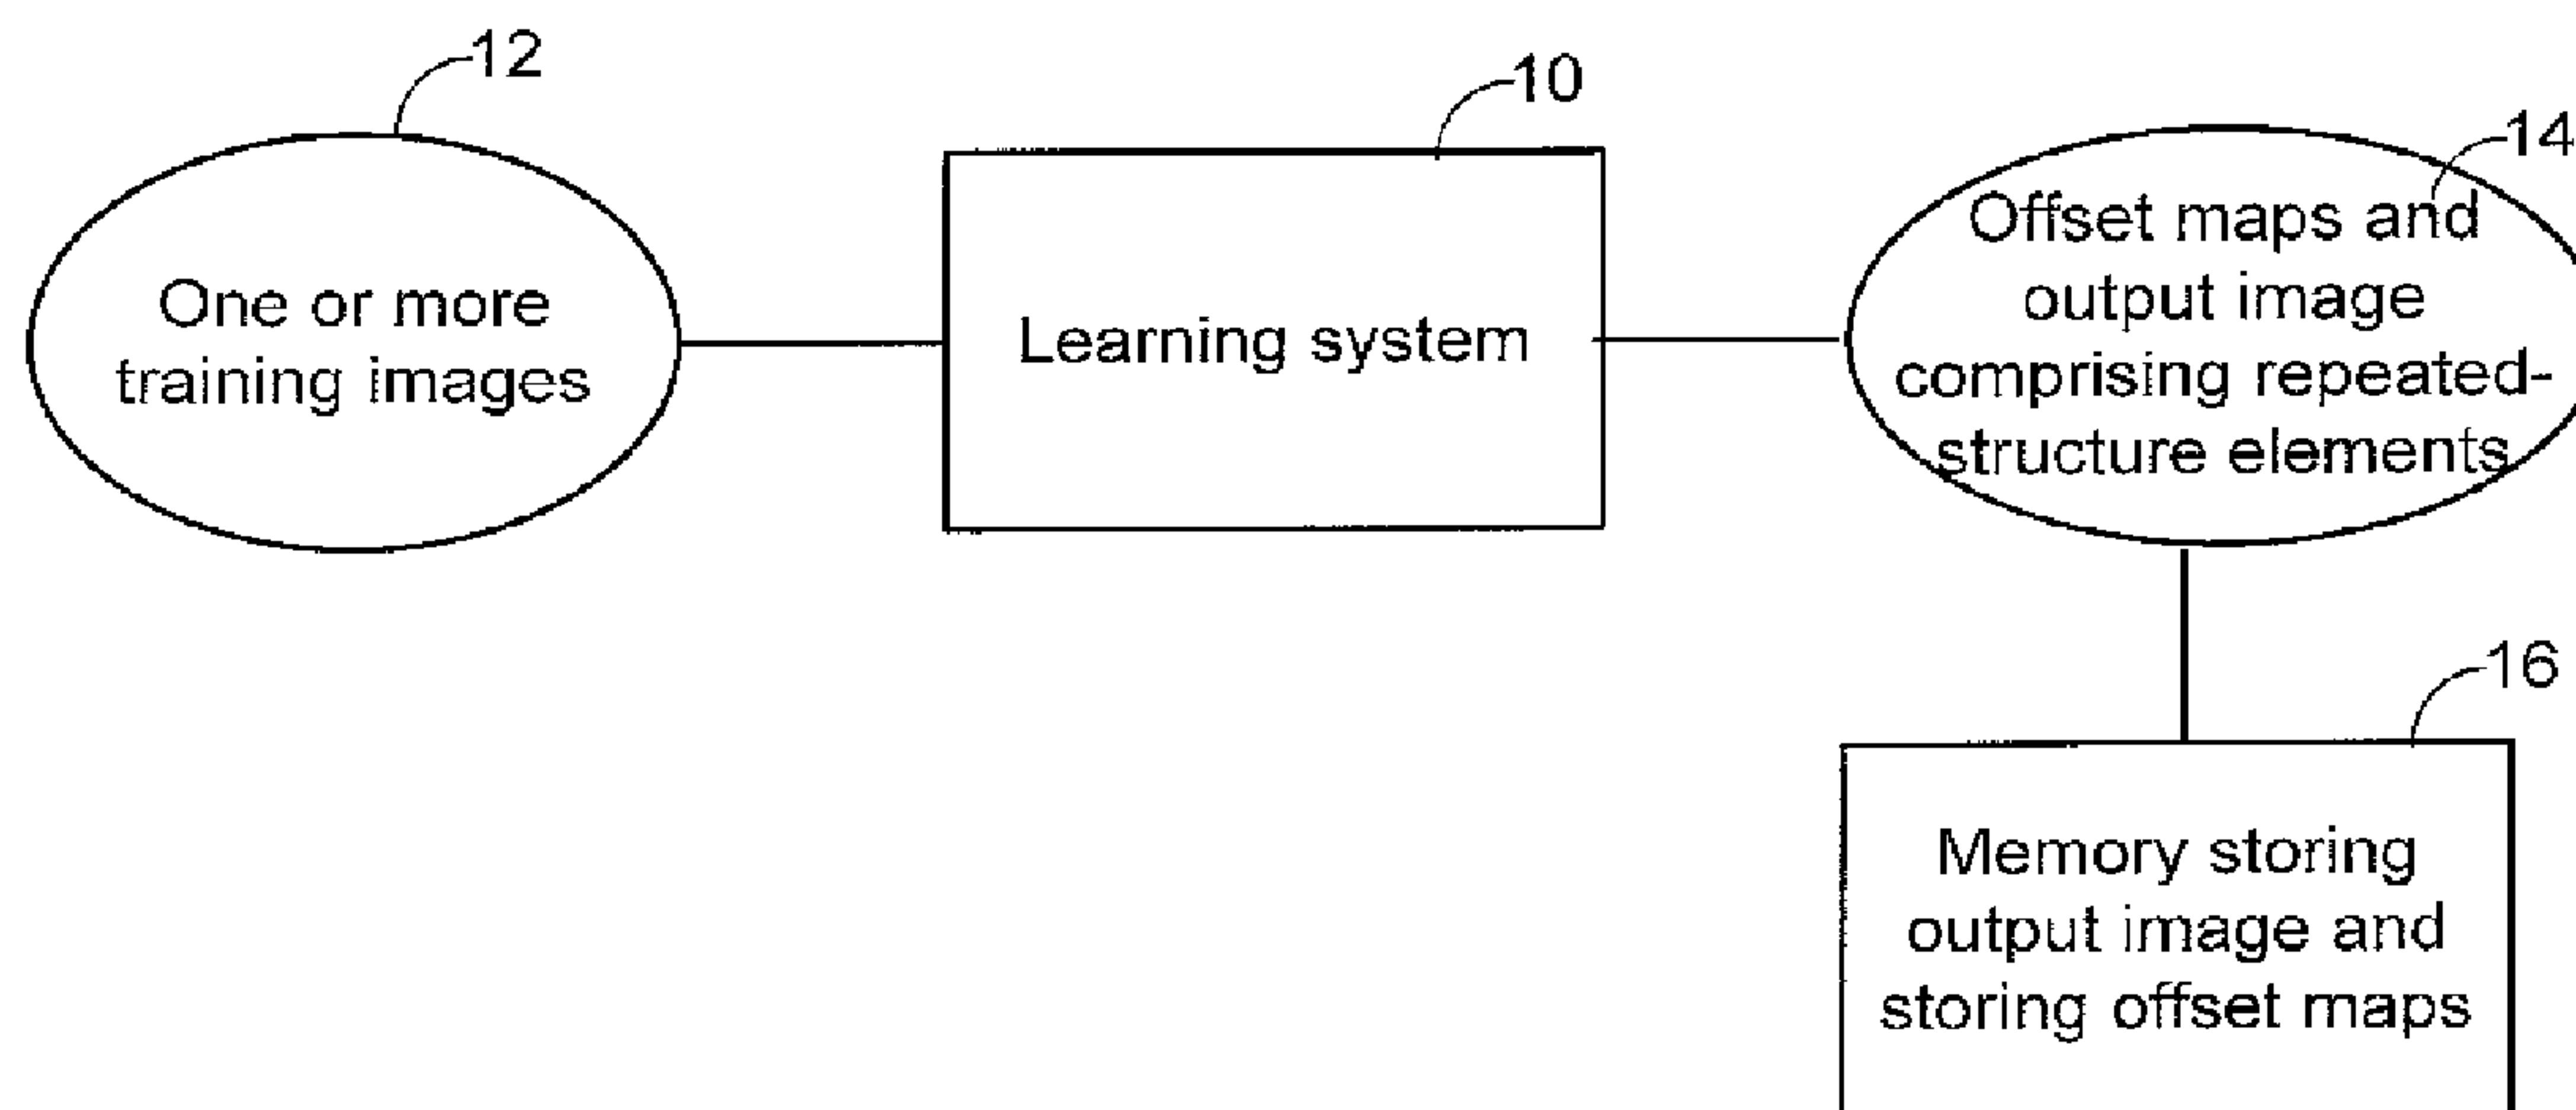 12
One or more
training images
10
Learning system
14
Offset maps and
output image
comprising repeated-
structure elements
16
Memory storing
output image and
storing offset maps